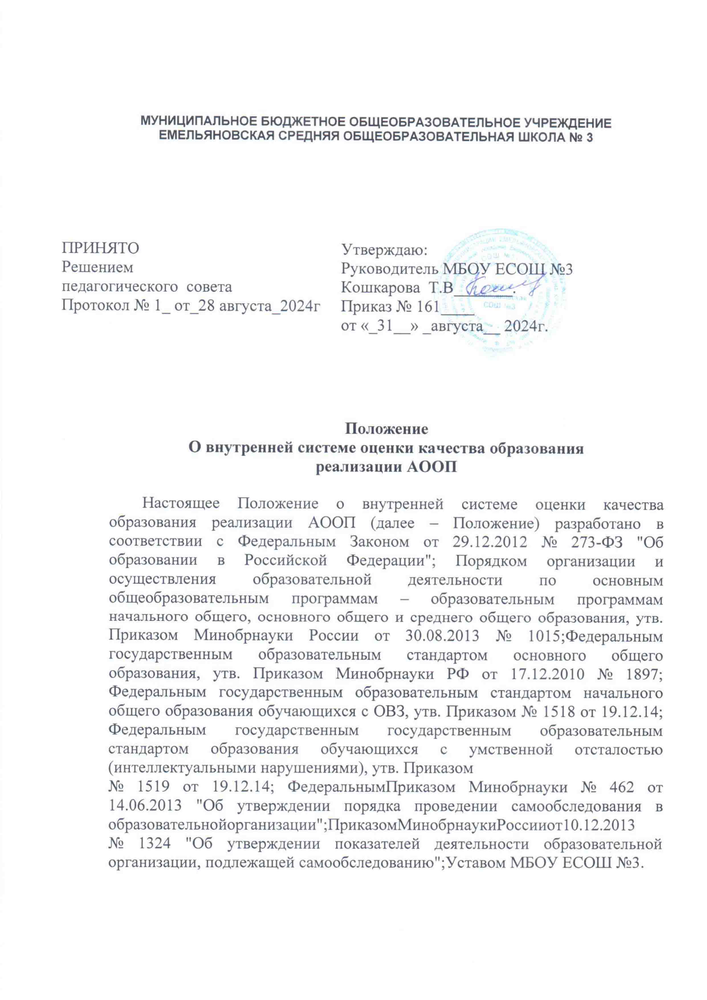 МУНИЦИПАЛЬНОЕ БЮДЖЕТНОЕ ОБЩЕОБРАЗОВАТЕЛЬНОЕ УЧРЕЖДЕНИЕ
ЕМЕЛЬЯНОВСКАЯ СРЕДНЯЯ ОБЩЕОБРАЗОВАТЕЛЬНАЯ ШКОЛА № 3
ПРИНЯТО
Решением
педагогического совета
Протокол № 1_ от_28 августа_2024г
Утверждаю:
Руководитель МБОУ ЕСОШ №3
Кошкарова Т.В_______.
Приказ № 161____
от «_31__» _августа__ 2024г.
СОШ №3
Положение
О внутренней системе оценки качества образования
реализации АООП
Настоящее Положение о внутренней системе оценки качества
образования реализации АООП (далее – Положение) разработано в
соответствии с Федеральным Законом от 29.12.2012 № 273-ФЗ "Об
образовании в Российской Федерации"; Порядком организации и
осуществления образовательной деятельности по основным
общеобразовательным программам – образовательным программам
начального общего, основного общего и среднего общего образования, утв.
Приказом Минобрнауки России от 30.08.2013 № 1015;Федеральным
государственным образовательным стандартом основного общего
образования, утв. Приказом Минобрнауки РФ от 17.12.2010 № 1897;
Федеральным государственным образовательным стандартом начального
общего образования обучающихся с ОВЗ, утв. Приказом № 1518 от 19.12.14;
Федеральным государственным государственным образовательным
стандартом образования обучающихся с умственной отсталостью
(интеллектуальными нарушениями), утв. Приказом
№ 1519 от 19.12.14; ФедеральнымПриказом Минобрнауки № 462 от
14.06.2013 "Об утверждении порядка проведении самообследования в
образовательнойорганизации";ПриказомМинобрнаукиРоссииот10.12.2013
№ 1324 "Об утверждении показателей деятельности образовательной
организации, подлежащей самообследованию";Уставом МБОУ ЕСОШ №3.